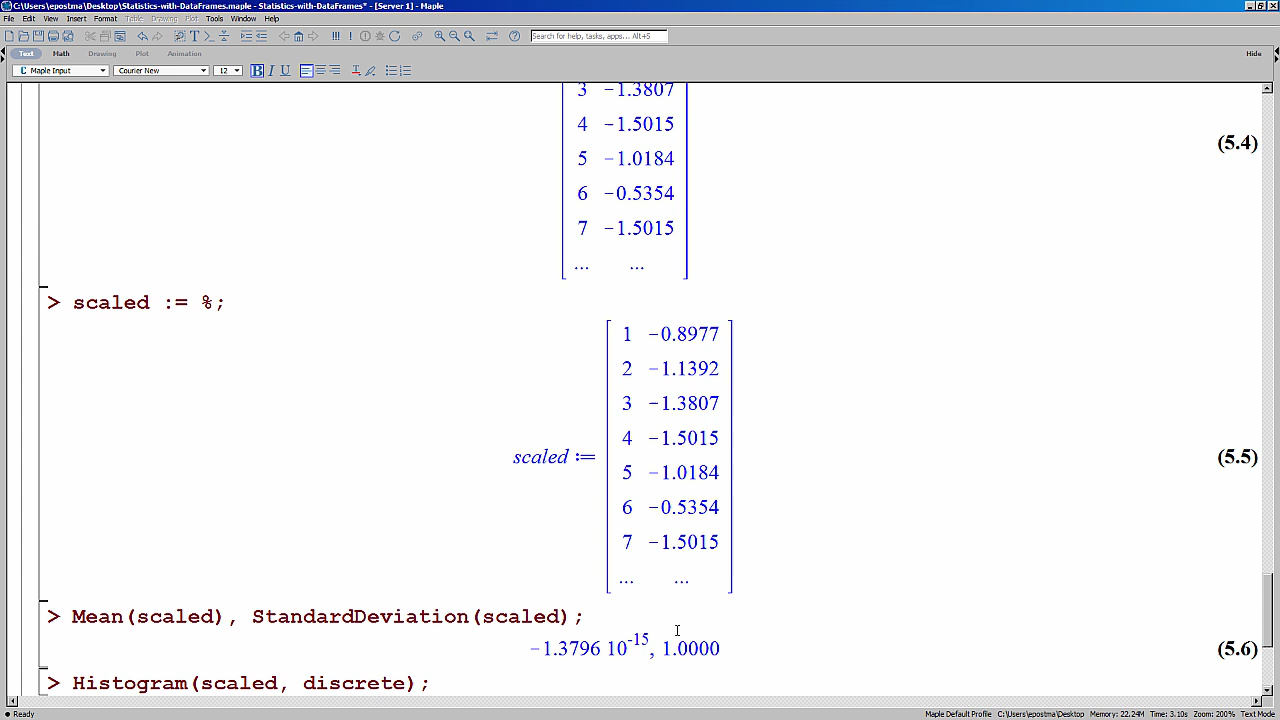 C:\Users\epostma\Desktop\Statistics-with-DataFrames.maple - Statistics-with-DataFrames* - [Server 1] - Maple
File Edit View Insert Format Table Drawing Plot Tools Window Help
Search for help, tasks, apps... Alt+S
Text Math Drawing Plot Animation Hide
C Maple Input Courier New 12 B I U
3 −1.3807
4 −1.5015
(5.4)
5 −1.0184
6 −0.5354
7 −1.5015
... ...
> scaled := %;
1 −0.8977
2 −1.1392
3 −1.3807
4 −1.5015
scaled := (5.5)
5 −1.0184
6 −0.5354
7 −1.5015
... ...
> Mean(scaled), StandardDeviation(scaled);
−1.3796 10^-15, 1.0000 (5.6)
> Histogram(scaled, discrete);
Ready Maple Default Profile C:\Users\epostma\Desktop Memory: 22.24M Time: 3.10s Zoom: 200% Text Mode